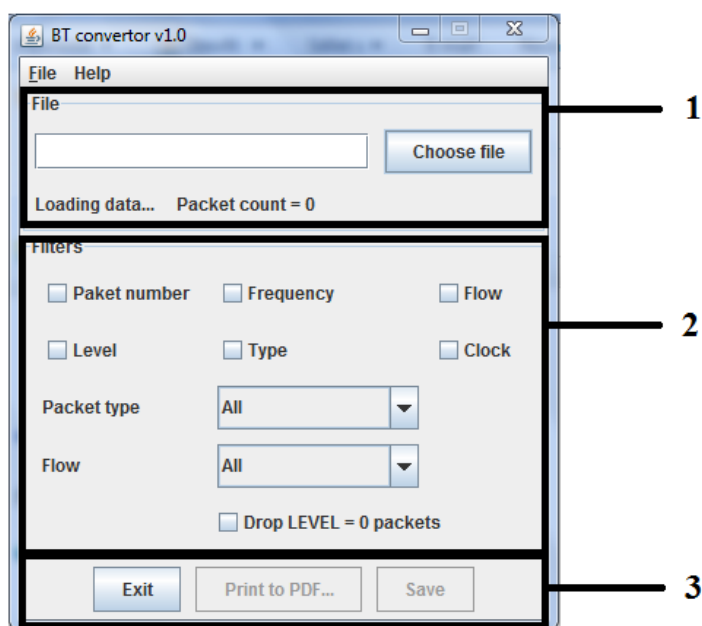 BT convertor v1.0
File Help
File
1
Choose file
Loading data... Packet count = 0
Filters
Paket number Frequency Flow
2
Level Type Clock
Packet type All
Flow All
Drop LEVEL = 0 packets
Exit Print to PDF... Save
3